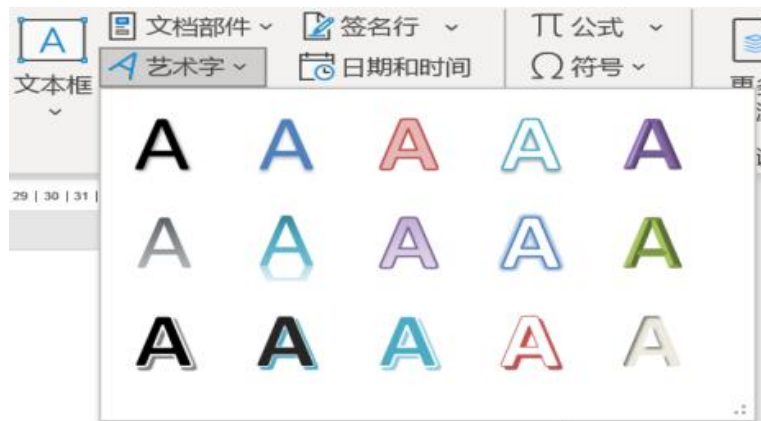 文档部件 签名行 π 公式
A 艺术字 日期和时间 Ω 符号
文本框
29 | 30 | 31 |
A A A A A
A A A A A
A A A A A